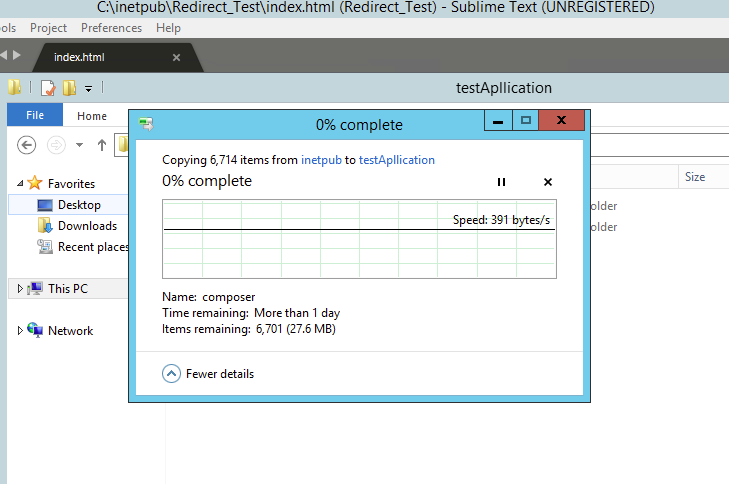 C:\inetpub\Redirect_Test\index.html (Redirect_Test) - Sublime Text (UNREGISTERED)
ols Project Preferences Help
index.html
testApllication
File Home
0% complete
Copying 6,714 items from inetpub to testApllication
0% complete
Speed: 391 bytes/s
Name: composer
Time remaining: More than 1 day
Items remaining: 6,701 (27.6 MB)
Fewer details
Favorites
Desktop
Downloads
Recent places
This PC
Network
Size
older
older